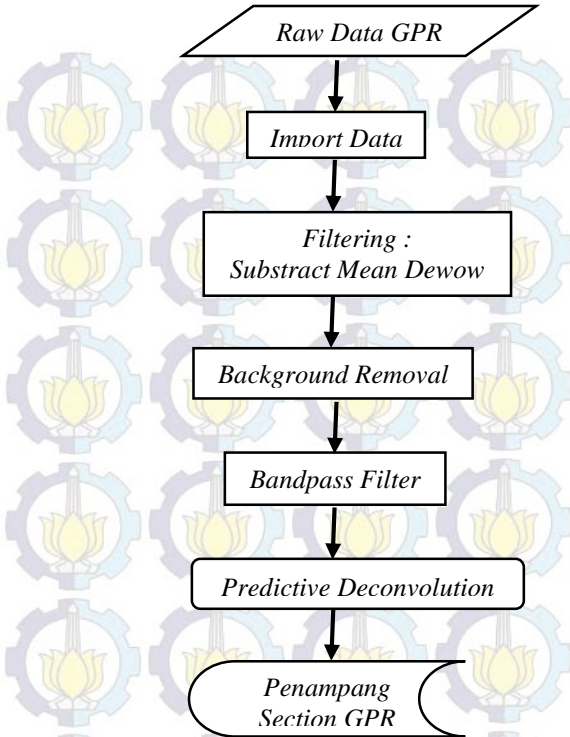 Raw Data GPR
Import Data
Filtering :
Substract Mean Dewow
Background Removal
Bandpass Filter
Predictive Deconvolution
Penampang
Section GPR